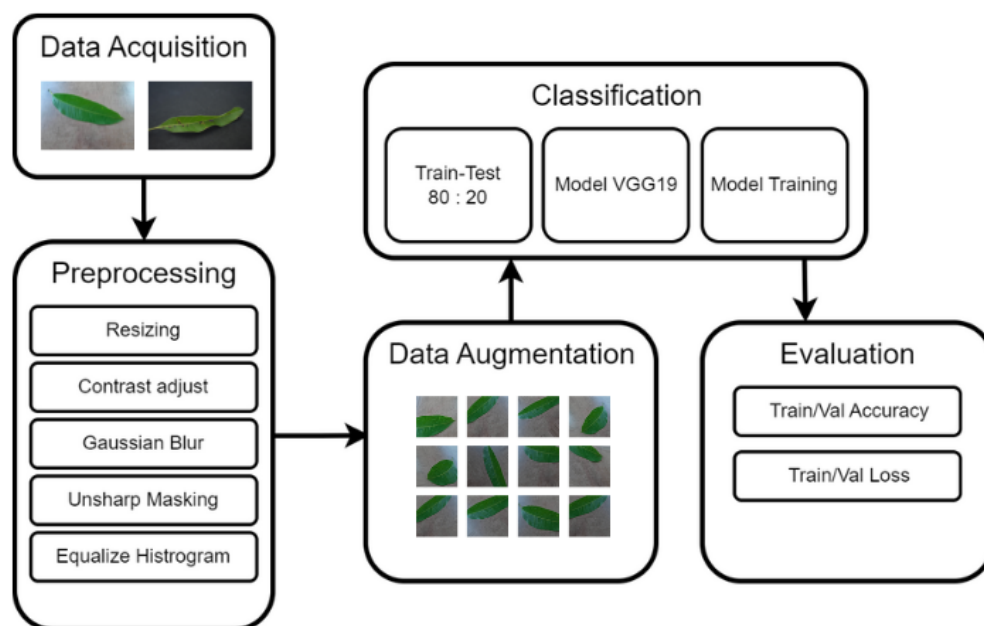 Data Acquisition
Preprocessing
Resizing
Contrast adjust
Gaussian Blur
Unsharp Masking
Equalize Histrogram
Data Augmentation
Classification
Train-Test
80 : 20
Model VGG19
Model Training
Evaluation
Train/Val Accuracy
Train/Val Loss